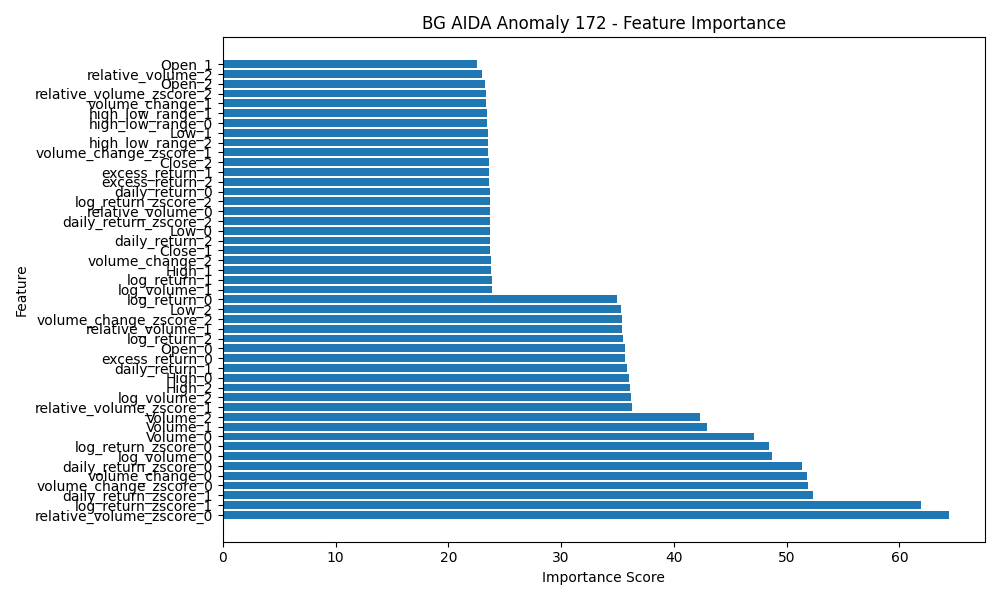 BG AIDA Anomaly 172 - Feature Importance
Feature
Open_1
relative_volume_2
Open_2
relative_volume_zscore_2
volume_change_1
high_low_range_1
high_low_range_0
Low_1
high_low_range_2
volume_change_zscore_1
Close_2
excess_return_1
excess_return_2
daily_return_0
log_return_zscore_2
relative_volume_0
daily_return_zscore_2
Low_0
daily_return_2
Close_1
volume_change_2
High_1
log_return_1
log_volume_1
log_return_0
Low_2
volume_change_zscore_2
relative_volume_1
log_return_2
Open_0
excess_return_0
daily_return_1
High_0
High_2
log_volume_2
relative_volume_zscore_1
Volume_2
Volume_1
Volume_0
log_return_zscore_0
log_volume_0
daily_return_zscore_0
volume_change_0
volume_change_zscore_0
daily_return_zscore_1
log_return_zscore_1
relative_volume_zscore_0
0 10 20 30 40 50 60
Importance Score